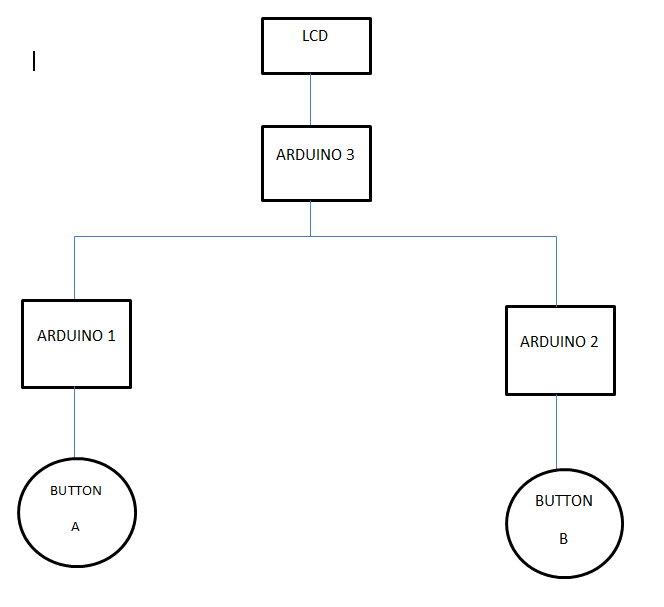 LCD
ARDUINO 3
ARDUINO 1
ARDUINO 2
BUTTON
A
BUTTON
B